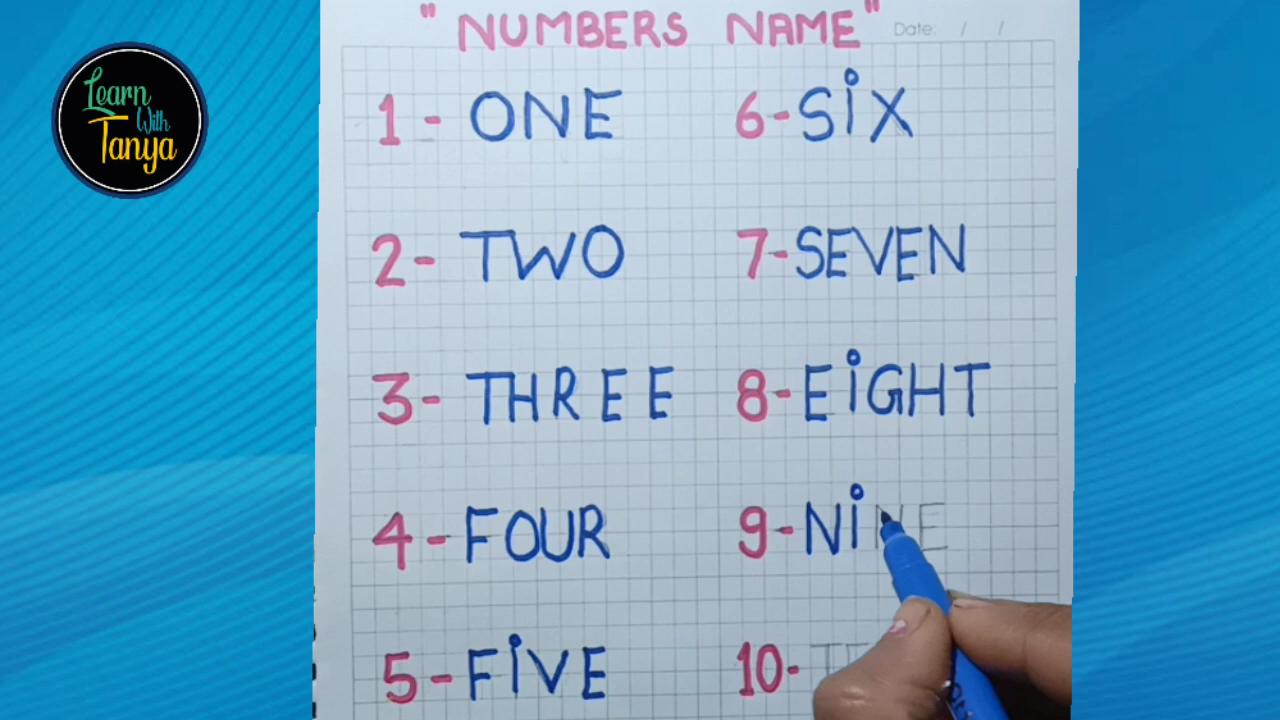 Learn
With
Tanya
" NUMBERS NAME "
Date: / /
1 - ONE
2 - TWO
3 - THREE
4 - FOUR
5 - FiVE
6 - SiX
7 - SEVEN
8 - EiGHT
9 - NiNE
10 -